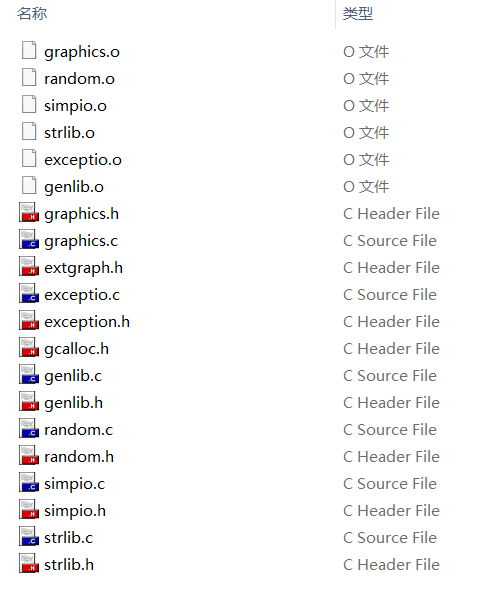 名称 类型
graphics.o O 文件
random.o O 文件
simpio.o O 文件
strlib.o O 文件
exceptio.o O 文件
genlib.o O 文件
graphics.h C Header File
graphics.c C Source File
extgraph.h C Header File
exceptio.c C Source File
exception.h C Header File
gcalloc.h C Header File
genlib.c C Source File
genlib.h C Header File
random.c C Source File
random.h C Header File
simpio.c C Source File
simpio.h C Header File
strlib.c C Source File
strlib.h C Header File